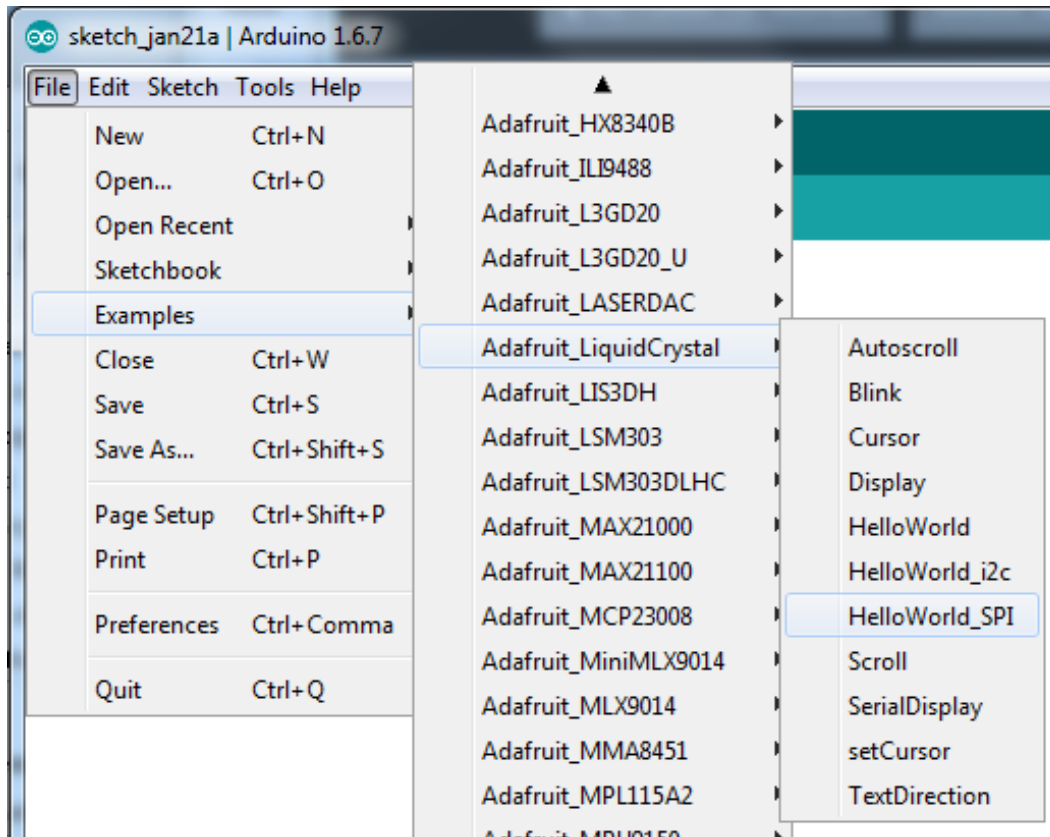 sketch_jan21a | Arduino 1.6.7
File Edit Sketch Tools Help
New Ctrl+N
Open... Ctrl+O
Open Recent
Sketchbook
Examples
Close Ctrl+W
Save Ctrl+S
Save As... Ctrl+Shift+S
Page Setup Ctrl+Shift+P
Print Ctrl+P
Preferences Ctrl+Comma
Quit Ctrl+Q
Adafruit_HX8340B
Adafruit_ILI9488
Adafruit_L3GD20
Adafruit_L3GD20_U
Adafruit_LASERDAC
Adafruit_LiquidCrystal
Adafruit_LIS3DH
Adafruit_LSM303
Adafruit_LSM303DLHC
Adafruit_MAX21000
Adafruit_MAX21100
Adafruit_MCP23008
Adafruit_MiniMLX9014
Adafruit_MLX9014
Adafruit_MMA8451
Adafruit_MPL115A2
Autoscroll
Blink
Cursor
Display
HelloWorld
HelloWorld_i2c
HelloWorld_SPI
Scroll
SerialDisplay
setCursor
TextDirection